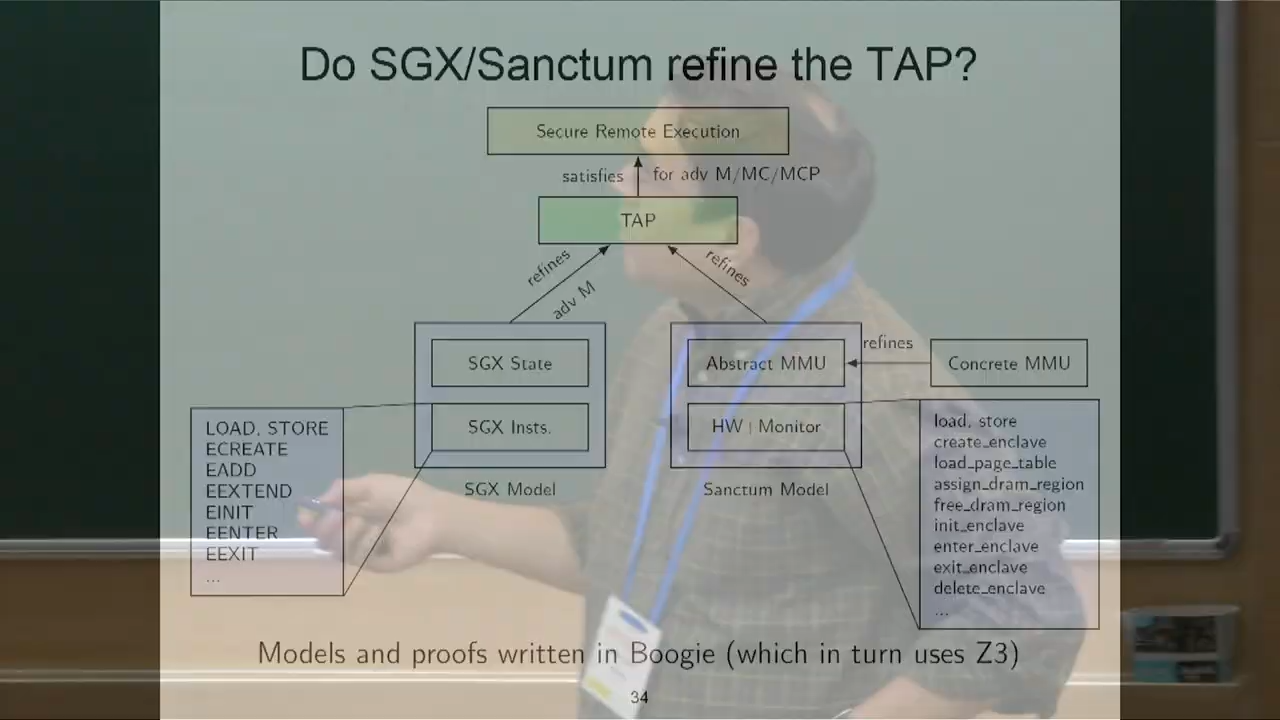 Do SGX/Sanctum refine the TAP?
Secure Remote Execution
satisfies
for adv M/MC/MCP
TAP
refines
adv M
refines
SGX State
SGX Insts.
SGX Model
Abstract MMU
HW | Monitor
Sanctum Model
refines
Concrete MMU
LOAD, STORE
ECREATE
EADD
EEXTEND
EINIT
EENTER
EEXIT
...
load, store
create_enclave
load_page_table
assign_dram_region
free_dram_region
init_enclave
enter_enclave
exit_enclave
delete_enclave
...
Models and proofs written in Boogie (which in turn uses Z3)
34